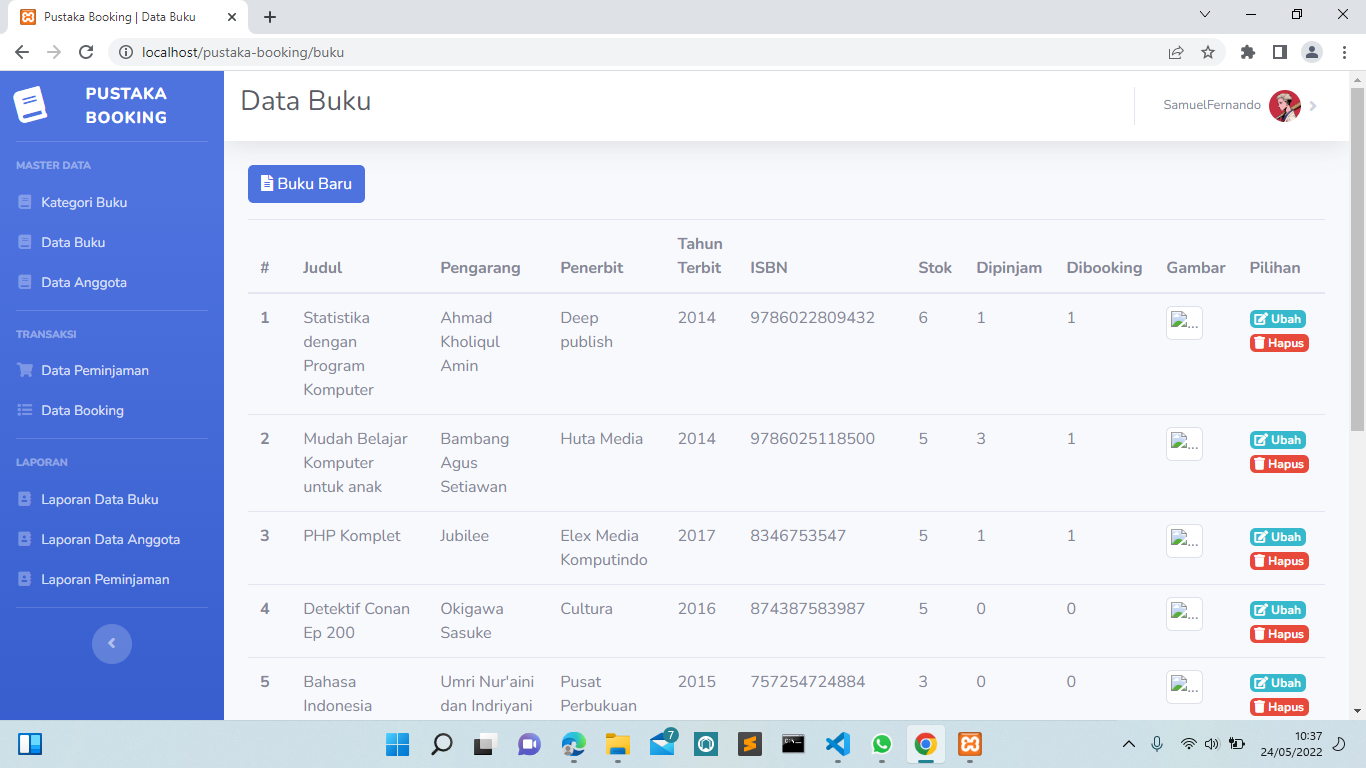 Pustaka Booking | Data Buku
localhost/pustaka-booking/buku
PUSTAKA
BOOKING
MASTER DATA
Kategori Buku
Data Buku
Data Anggota
TRANSAKSI
Data Peminjaman
Data Booking
LAPORAN
Laporan Data Buku
Laporan Data Anggota
Laporan Peminjaman
Data Buku
SamuelFernando
Buku Baru
# Judul Pengarang Penerbit Tahun Terbit ISBN Stok Dipinjam Dibooking Gambar Pilihan
1 Statistika dengan Program Komputer Ahmad Kholiqul Amin Deep publish 2014 9786022809432 6 1 1 ... Ubah Hapus
2 Mudah Belajar Komputer untuk anak Bambang Agus Setiawan Huta Media 2014 9786025118500 5 3 1 ... Ubah Hapus
3 PHP Komplet Jubilee Elex Media Komputindo 2017 8346753547 5 1 1 ... Ubah Hapus
4 Detektif Conan Ep 200 Okigawa Sasuke Cultura 2016 874387583987 5 0 0 ... Ubah Hapus
5 Bahasa Indonesia Umri Nur'aini dan Indriyani Pusat Perbukuan 2015 757254724884 3 0 0 ... Ubah Hapus
7
10:37
24/05/2022